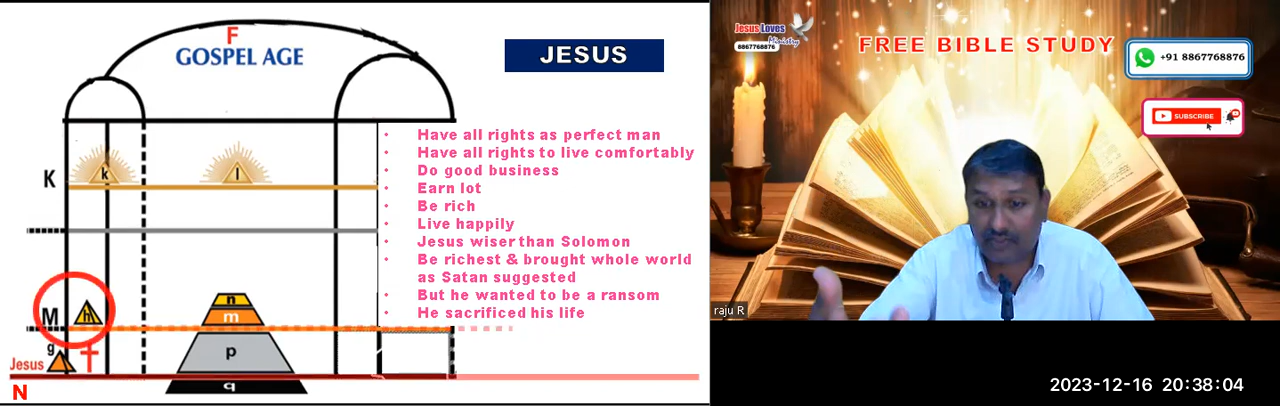 F
GOSPEL AGE
JESUS
K
k
l
M
h
n
m
g
Jesus
p
N
q
Have all rights as perfect man
Have all rights to live comfortably
Do good business
Earn lot
Be rich
Live happily
Jesus wiser than Solomon
Be richest & brought whole world
as Satan suggested
But he wanted to be a ransom
He sacrificed his life
Jesus Loves
Ministry
8867768876
FREE BIBLE STUDY
+91 8867768876
SUBSCRIBE
raju R
2023-12-16 20:38:04